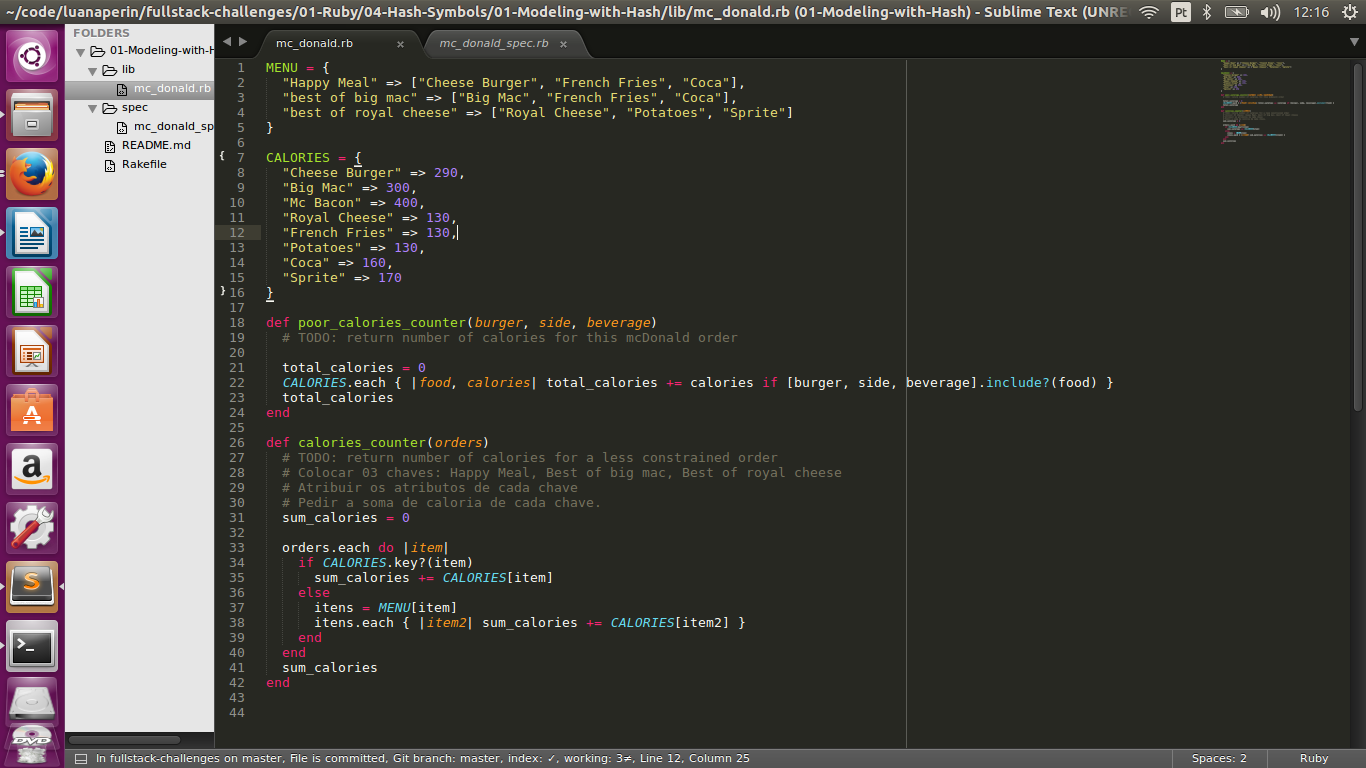 ~/code/luanaperin/fullstack-challenges/01-Ruby/04-Hash-Symbols/01-Modeling-with-Hash/lib/mc_donald.rb (01-Modeling-with-Hash) - Sublime Text (UNRE
Pt
12:16
FOLDERS
01-Modeling-with-H
lib
mc_donald.rb
spec
mc_donald_sp
README.md
Rakefile
mc_donald.rb ×
mc_donald_spec.rb ×
1 MENU = {
2 "Happy Meal" => ["Cheese Burger", "French Fries", "Coca"],
3 "best of big mac" => ["Big Mac", "French Fries", "Coca"],
4 "best of royal cheese" => ["Royal Cheese", "Potatoes", "Sprite"]
5 }
6
{ 7 CALORIES = {
8 "Cheese Burger" => 290,
9 "Big Mac" => 300,
10 "Mc Bacon" => 400,
11 "Royal Cheese" => 130,
12 "French Fries" => 130,
13 "Potatoes" => 130,
14 "Coca" => 160,
15 "Sprite" => 170
} 16 }
17
18 def poor_calories_counter(burger, side, beverage)
19 # TODO: return number of calories for this mcDonald order
20
21 total_calories = 0
22 CALORIES.each { |food, calories| total_calories += calories if [burger, side, beverage].include?(food) }
23 total_calories
24 end
25
26 def calories_counter(orders)
27 # TODO: return number of calories for a less constrained order
28 # Colocar 03 chaves: Happy Meal, Best of big mac, Best of royal cheese
29 # Atribuir os atributos de cada chave
30 # Pedir a soma de caloria de cada chave.
31 sum_calories = 0
32
33 orders.each do |item|
34 if CALORIES.key?(item)
35 sum_calories += CALORIES[item]
36 else
37 itens = MENU[item]
38 itens.each { |item2| sum_calories += CALORIES[item2] }
39 end
40 end
41 sum_calories
42 end
43
44
In fullstack-challenges on master, File is committed, Git branch: master, index: ✓, working: 3≠, Line 12, Column 25
Spaces: 2
Ruby